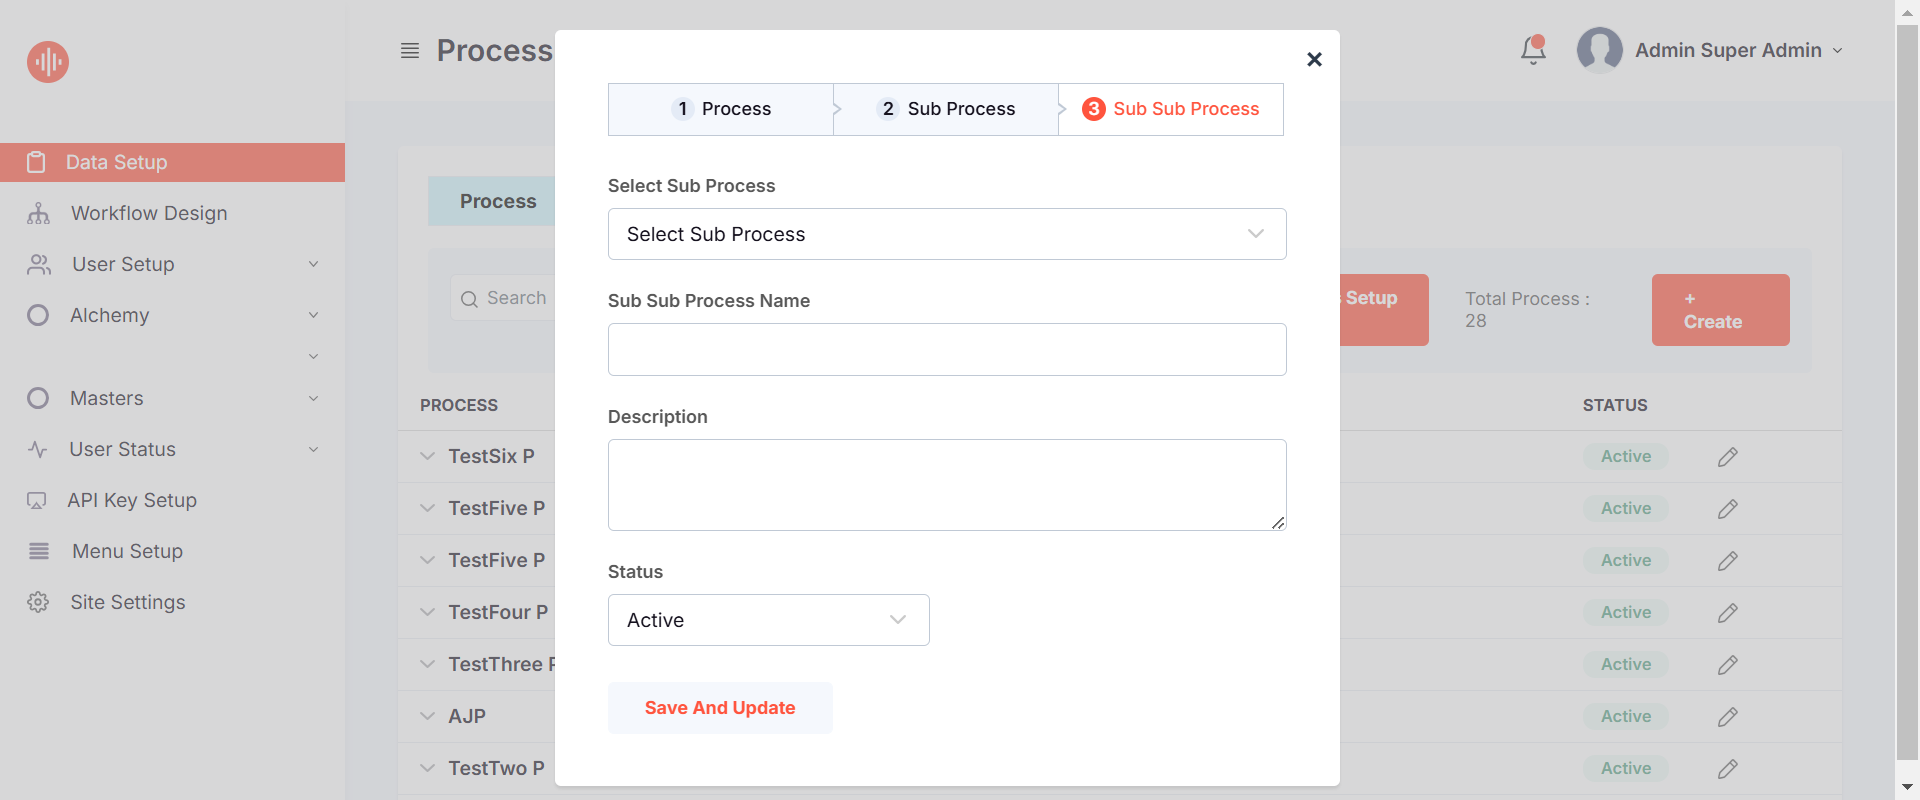 Process
Admin Super Admin
1 Process
2 Sub Process
3 Sub Sub Process
Data Setup
Workflow Design
User Setup
Alchemy
Masters
User Status
API Key Setup
Menu Setup
Site Settings
Process
Search
Setup
Total Process :
28
+
Create
PROCESS
STATUS
TestSix P
Active
TestFive P
Active
TestFive P
Active
TestFour P
Active
TestThree P
Active
AJP
Active
TestTwo P
Active
Select Sub Process
Select Sub Process
Sub Sub Process Name
Description
Status
Active
Save And Update